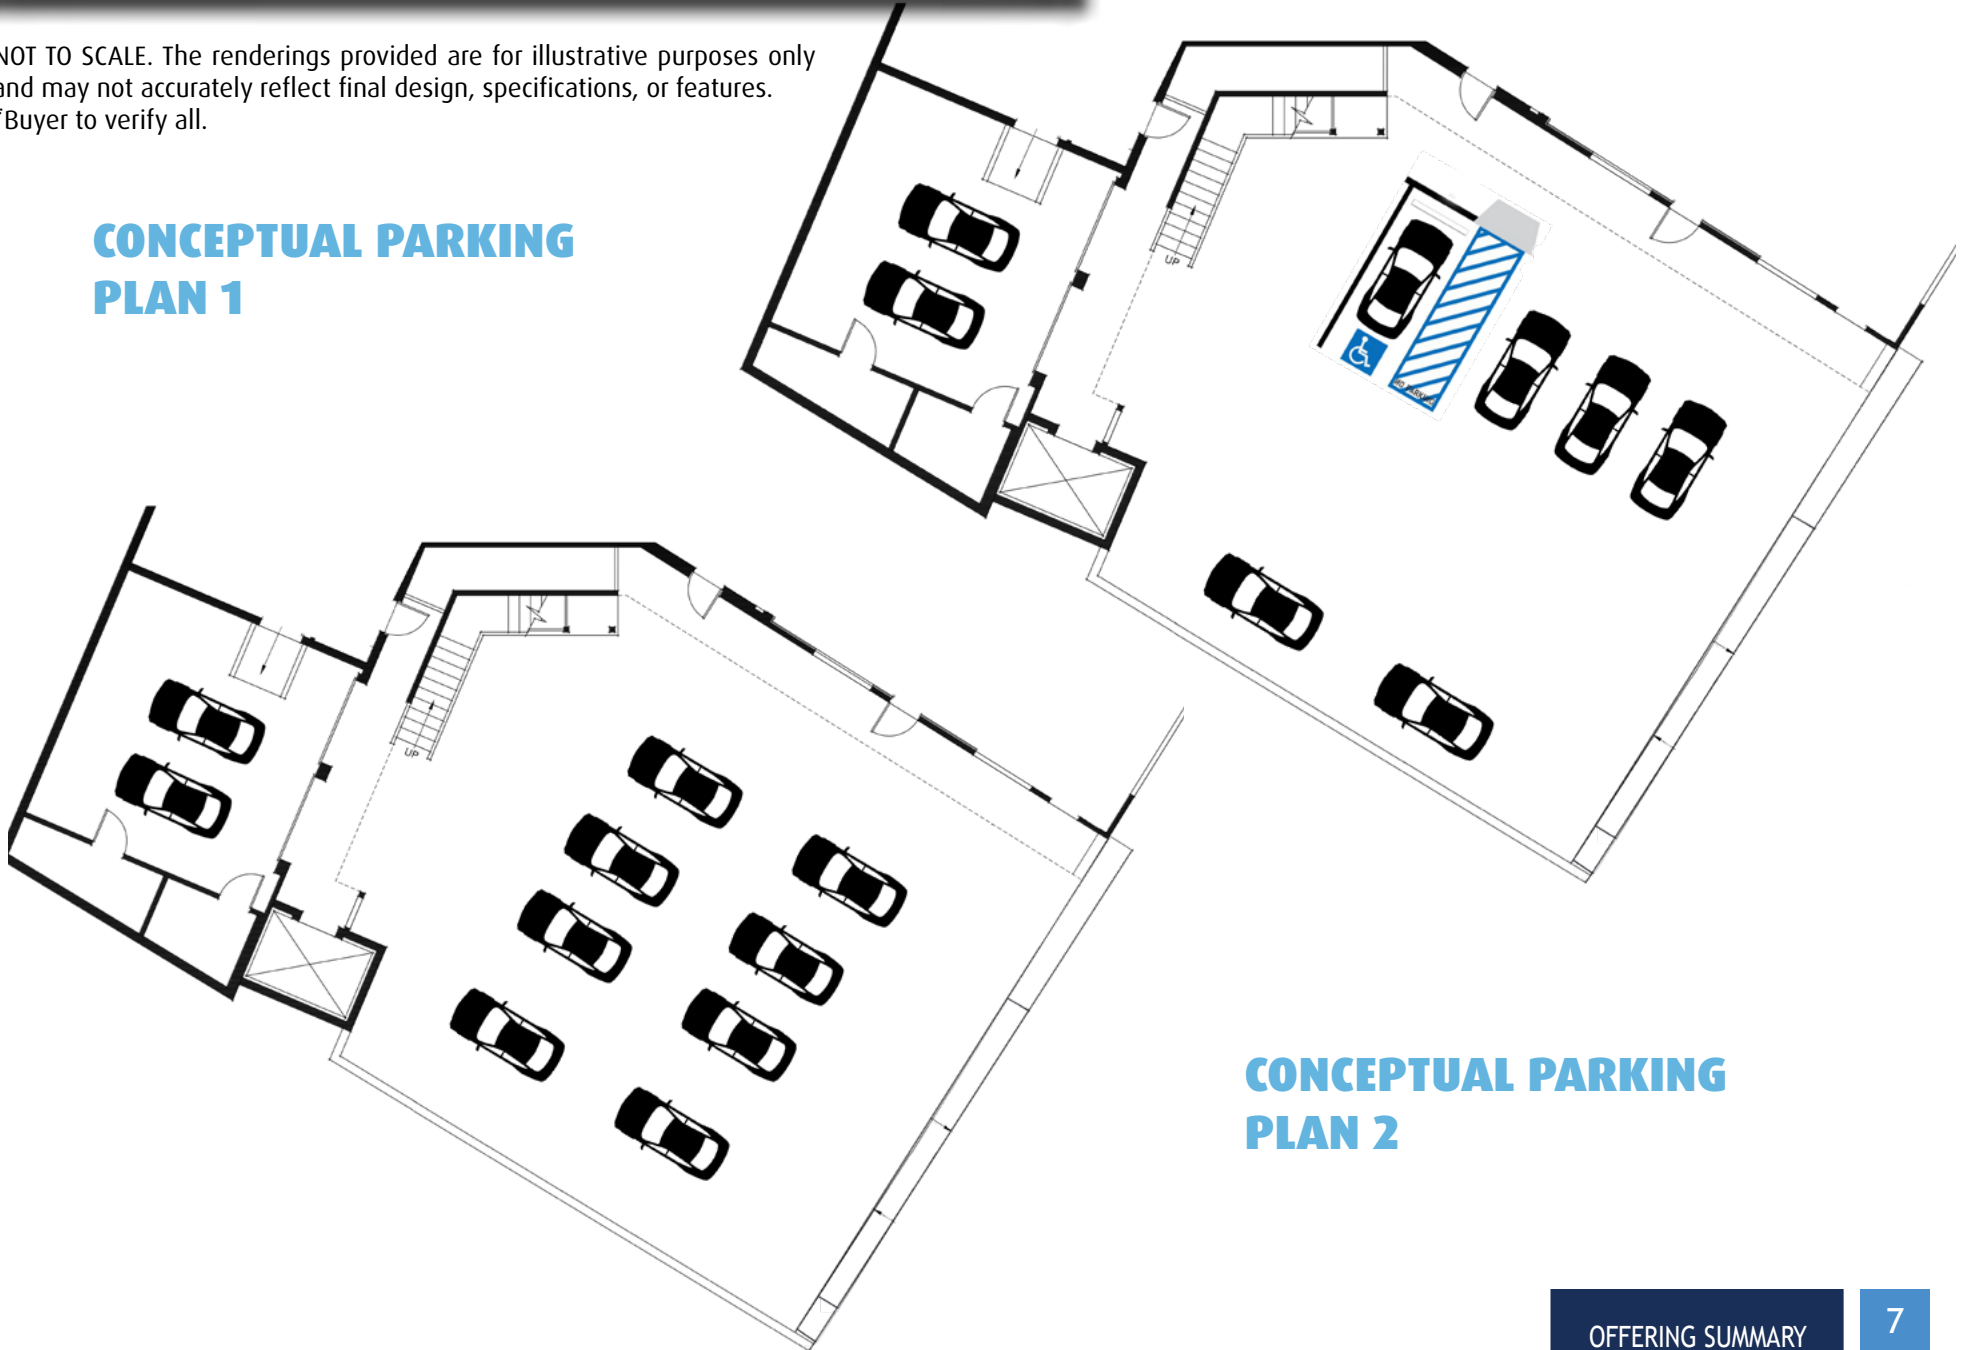 NOT TO SCALE. The renderings provided are for illustrative purposes only
and may not accurately reflect final design, specifications, or features.
*Buyer to verify all.
CONCEPTUAL PARKING
PLAN 1
UP
NO PARKING
UP
CONCEPTUAL PARKING
PLAN 2
OFFERING SUMMARY
7